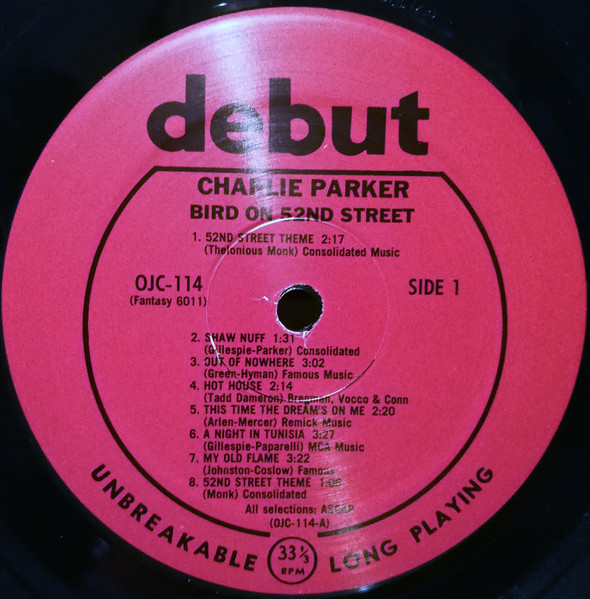 debut
CHARLIE PARKER
BIRD ON 52ND STREET
1. 52ND STREET THEME 2:17
(Thelonious Monk) Consolidated Music
OJC-114
(Fantasy 6011)
SIDE 1
2. SHAW NUFF 1:31
(Gillespie-Parker) Consolidated
3. OUT OF NOWHERE 3:02
(Green-Hyman) Famous Music
4. HOT HOUSE 2:14
(Tadd Dameron) Bregman, Vocco & Conn
5. THIS TIME THE DREAM'S ON ME 2:20
(Arlen-Mercer) Remick Music
6. A NIGHT IN TUNISIA 3:27
(Gillespie-Paparelli) MCA Music
7. MY OLD FLAME 3:22
(Johnston-Coslow) Famous
8. 52ND STREET THEME 1:08
(Monk) Consolidated
All selections: ASCAP
(OJC-114-A)
UNBREAKABLE
33 1/3
RPM
LONG PLAYING